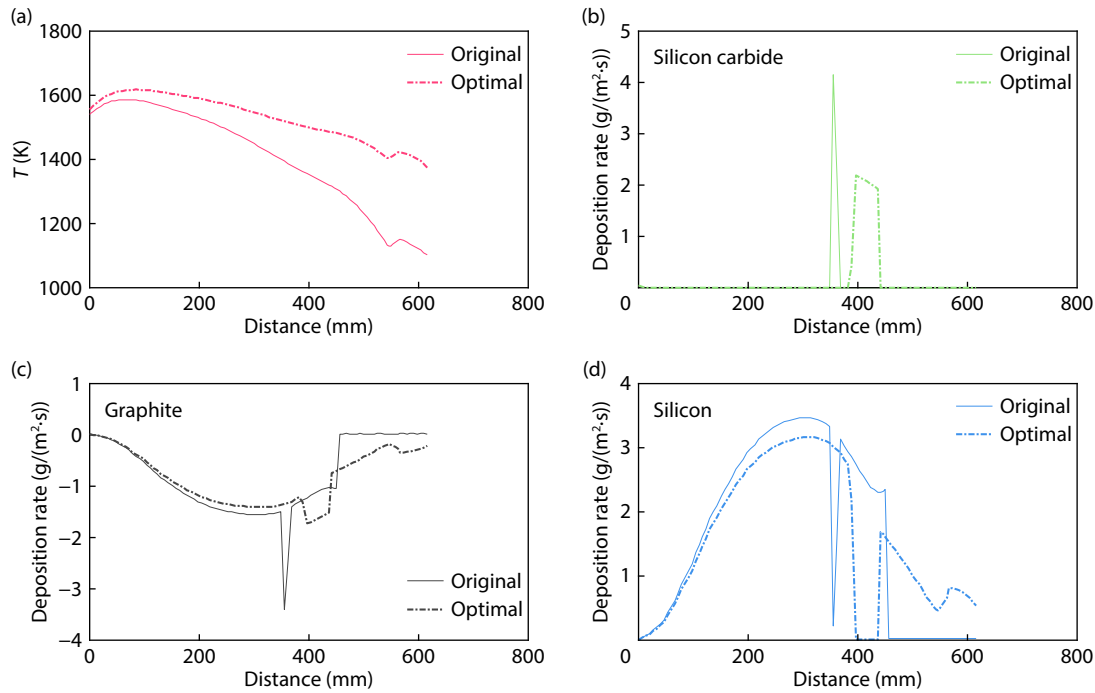 (a)
1800
1600
1400
1200
1000
T (K)
0
200
400
600
800
Distance (mm)
Original
Optimal
(b)
5
4
3
2
1
0
Deposition rate (g/(m²·s))
200
400
600
800
Distance (mm)
Silicon carbide
Original
Optimal
(c)
1
0
−1
−2
−3
−4
Deposition rate (g/(m²·s))
0
200
400
600
800
Distance (mm)
Graphite
Original
Optimal
(d)
4
3
2
1
0
Deposition rate (g/(m²·s))
200
400
600
800
Distance (mm)
Silicon
Original
Optimal